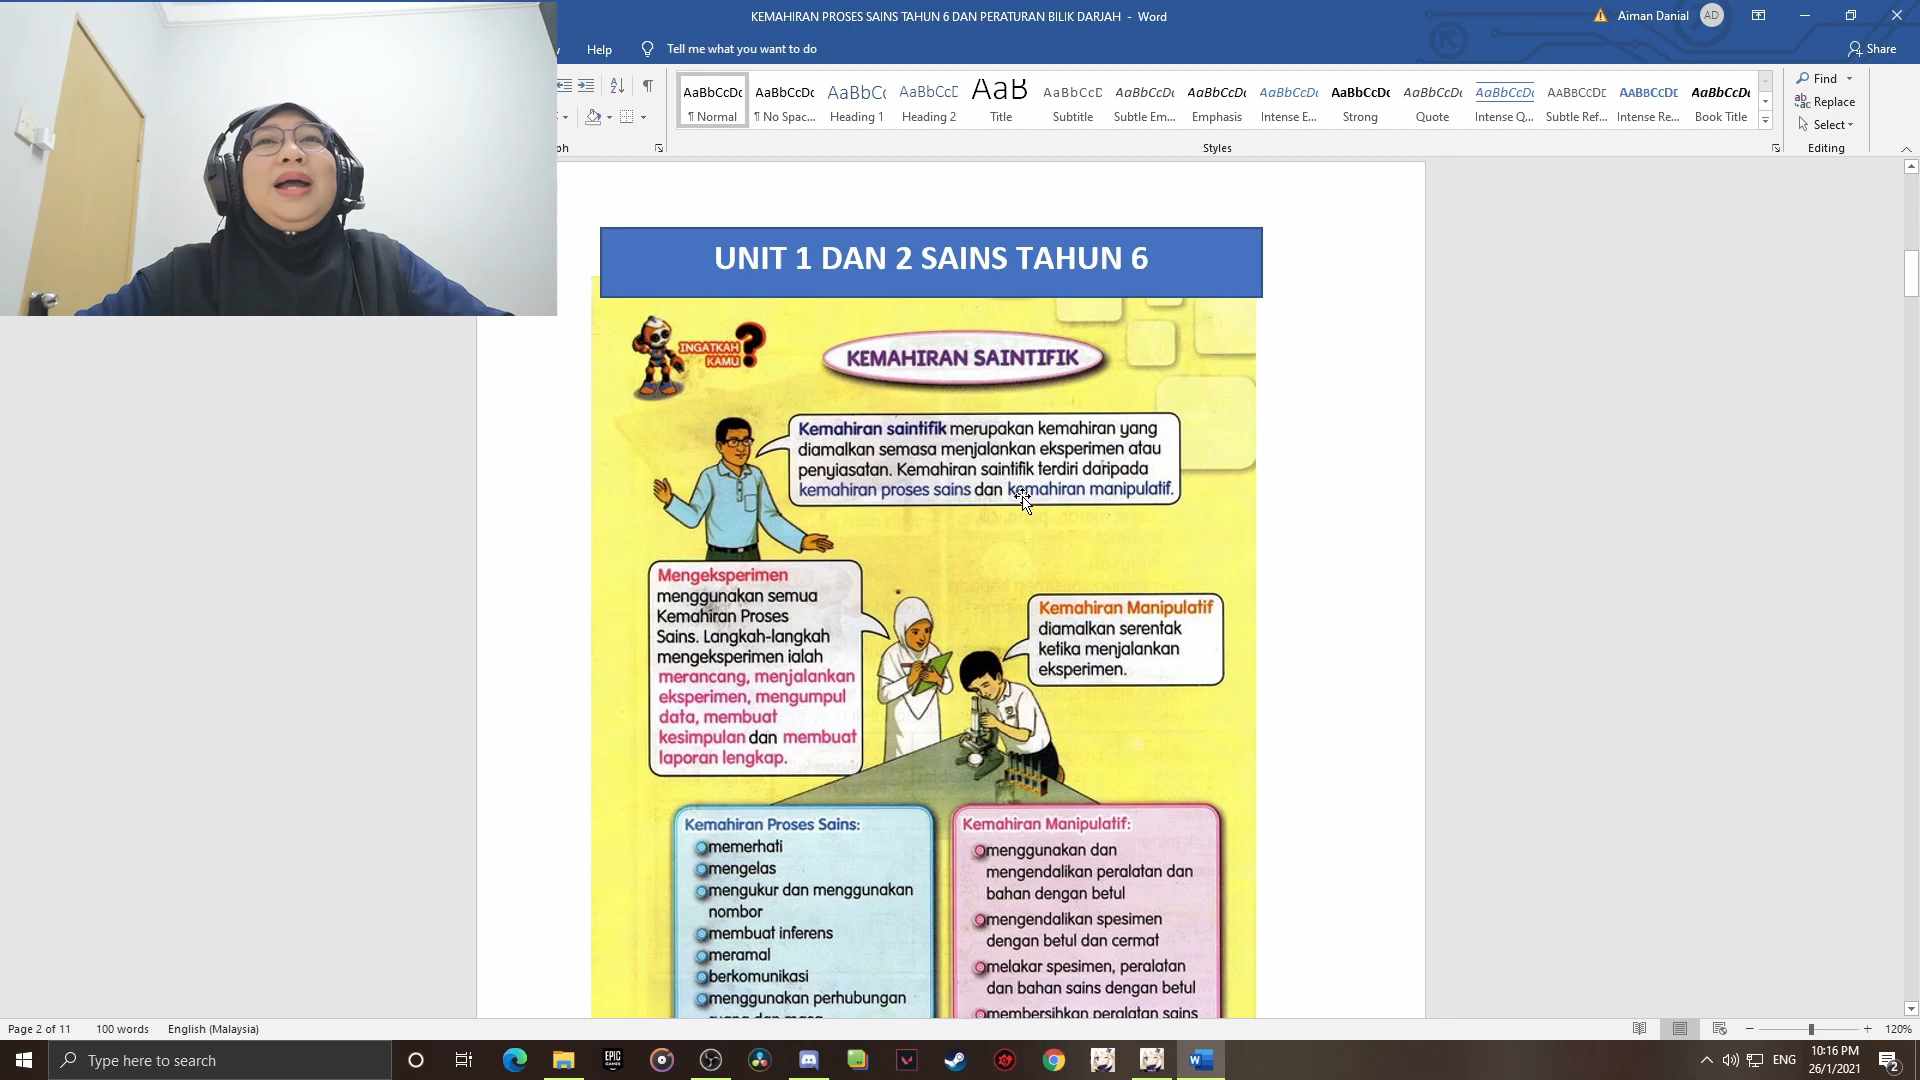 KEMAHIRAN PROSES SAINS TAHUN 6 DAN PERATURAN BILIK DARJAH - Word
Aiman Danial
AD
Help
Tell me what you want to do
Share
AaBbCcDc
AaBbCcDc
AaBbCc
AaBbCcD
AaB
AaBbCcD
AaBbCcDc
AaBbCcDc
AaBbCcDc
AaBbCcDc
AaBbCcDc
AaBbCcDc
AABBCCDE
AABBCCDE
AaBbCcDc
¶ Normal
¶ No Spac...
Heading 1
Heading 2
Title
Subtitle
Subtle Em...
Emphasis
Intense E...
Strong
Quote
Intense Q...
Subtle Ref...
Intense Re...
Book Title
Find
Replace
Select
ph
Styles
Editing
UNIT 1 DAN 2 SAINS TAHUN 6
INGATKAH
KAMU ?
KEMAHIRAN SAINTIFIK
Kemahiran saintifik merupakan kemahiran yang
diamalkan semasa menjalankan eksperimen atau
penyiasatan. Kemahiran saintifik terdiri daripada
kemahiran proses sains dan kemahiran manipulatif.
Mengeksperimen
menggunakan semua
Kemahiran Proses
Sains. Langkah-langkah
mengeksperimen ialah
merancang, menjalankan
eksperimen, mengumpul
data, membuat
kesimpulan dan membuat
laporan lengkap.
Kemahiran Manipulatif
diamalkan serentak
ketika menjalankan
eksperimen.
Kemahiran Proses Sains:
memerhati
mengelas
mengukur dan menggunakan
nombor
membuat inferens
meramal
berkomunikasi
menggunakan perhubungan
ruang dan masa
Kemahiran Manipulatif:
menggunakan dan
mengendalikan peralatan dan
bahan dengan betul
mengendalikan spesimen
dengan betul dan cermat
melakar spesimen, peralatan
dan bahan sains dengan betul
membersihkan peralatan sains
Page 2 of 11
100 words
English (Malaysia)
120%
Type here to search
EPIC
GAMES
ENG
10:16 PM
26/1/2021
2